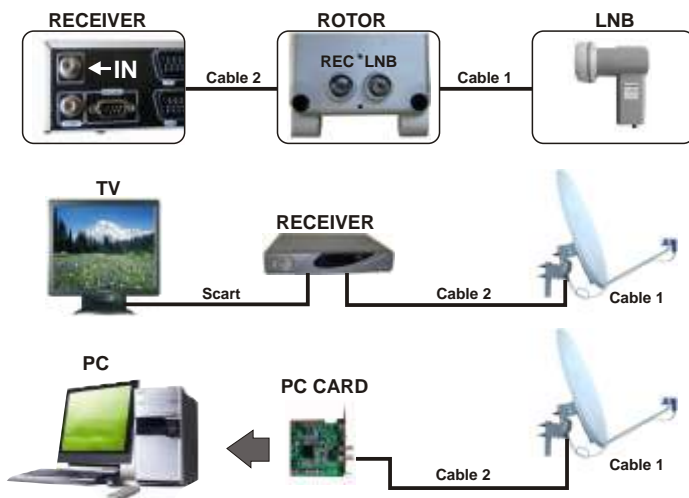 RECEIVER ROTOR LNB
IN
REC LNB
Cable 2 Cable 1
TV
RECEIVER
Scart Cable 2 Cable 1
PC
PC CARD
Cable 2 Cable 1